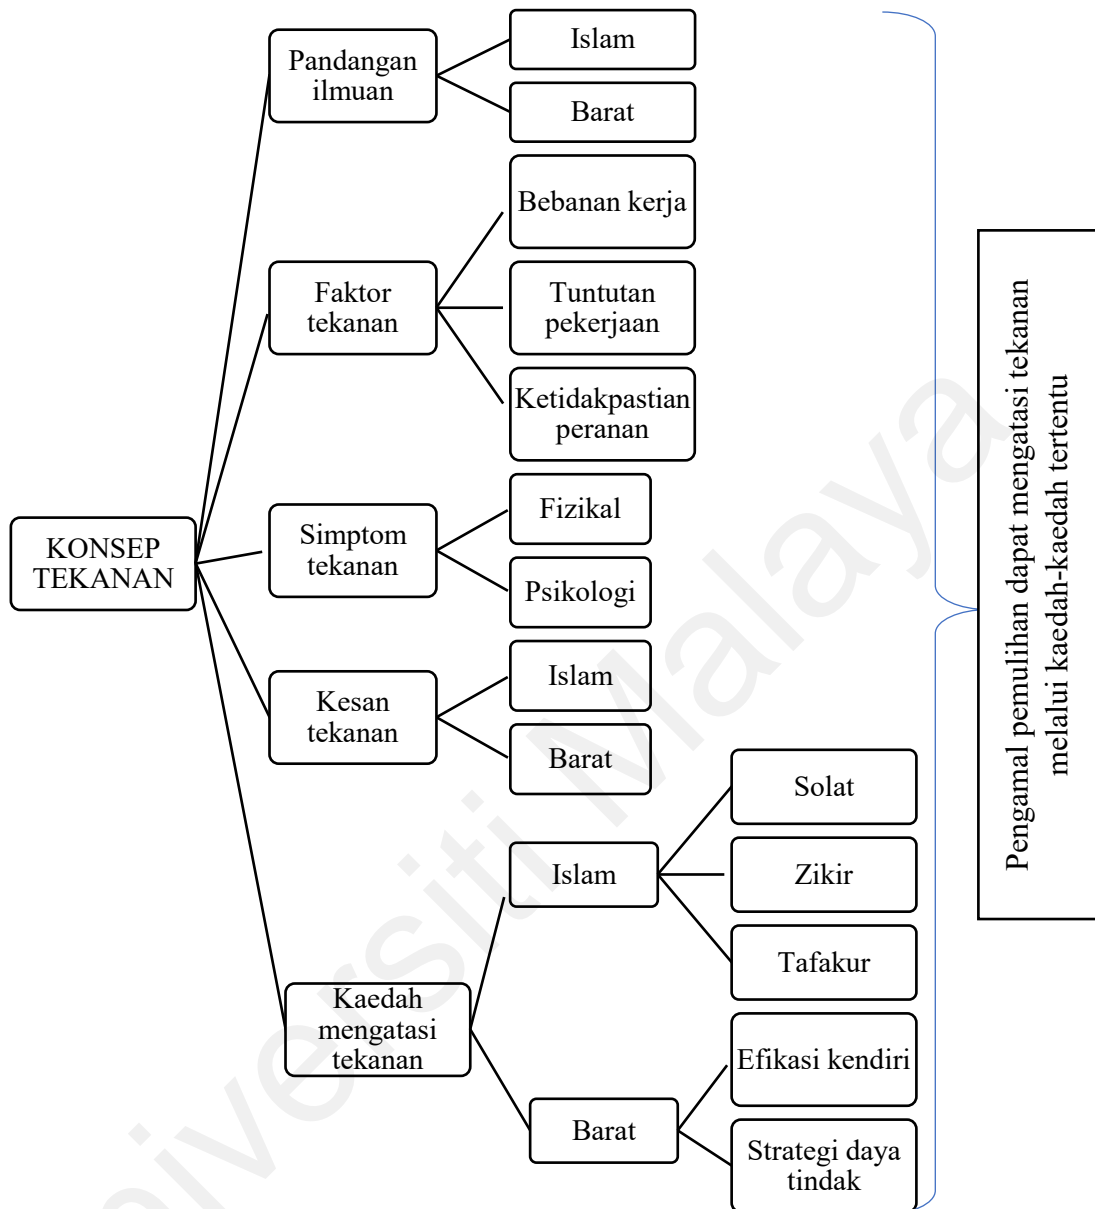 KONSEP
TEKANAN
Pandangan
ilmuan
Islam
Barat
Faktor
tekanan
Bebanan kerja
Tuntutan
pekerjaan
Ketidakpastian
peranan
Simptom
tekanan
Fizikal
Psikologi
Kesan
tekanan
Islam
Barat
Kaedah
mengatasi
tekanan
Islam
Solat
Zikir
Tafakur
Barat
Efikasi kendiri
Strategi daya
tindak
Pengamal pemulihan dapat mengatasi tekanan
melalui kaedah-kaedah tertentu
iversiti Malaya